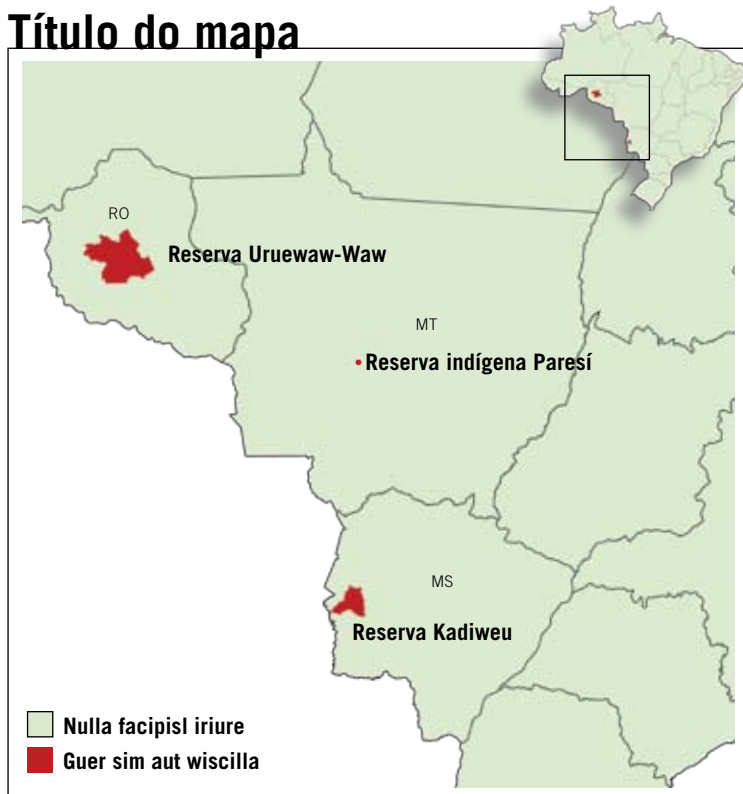 Título do mapa
RO
Reserva Uruewaw-Waw
MT
Reserva indígena Paresí
MS
Reserva Kadiweu
Nulla facipisl iriure
Guer sim aut wiscilla